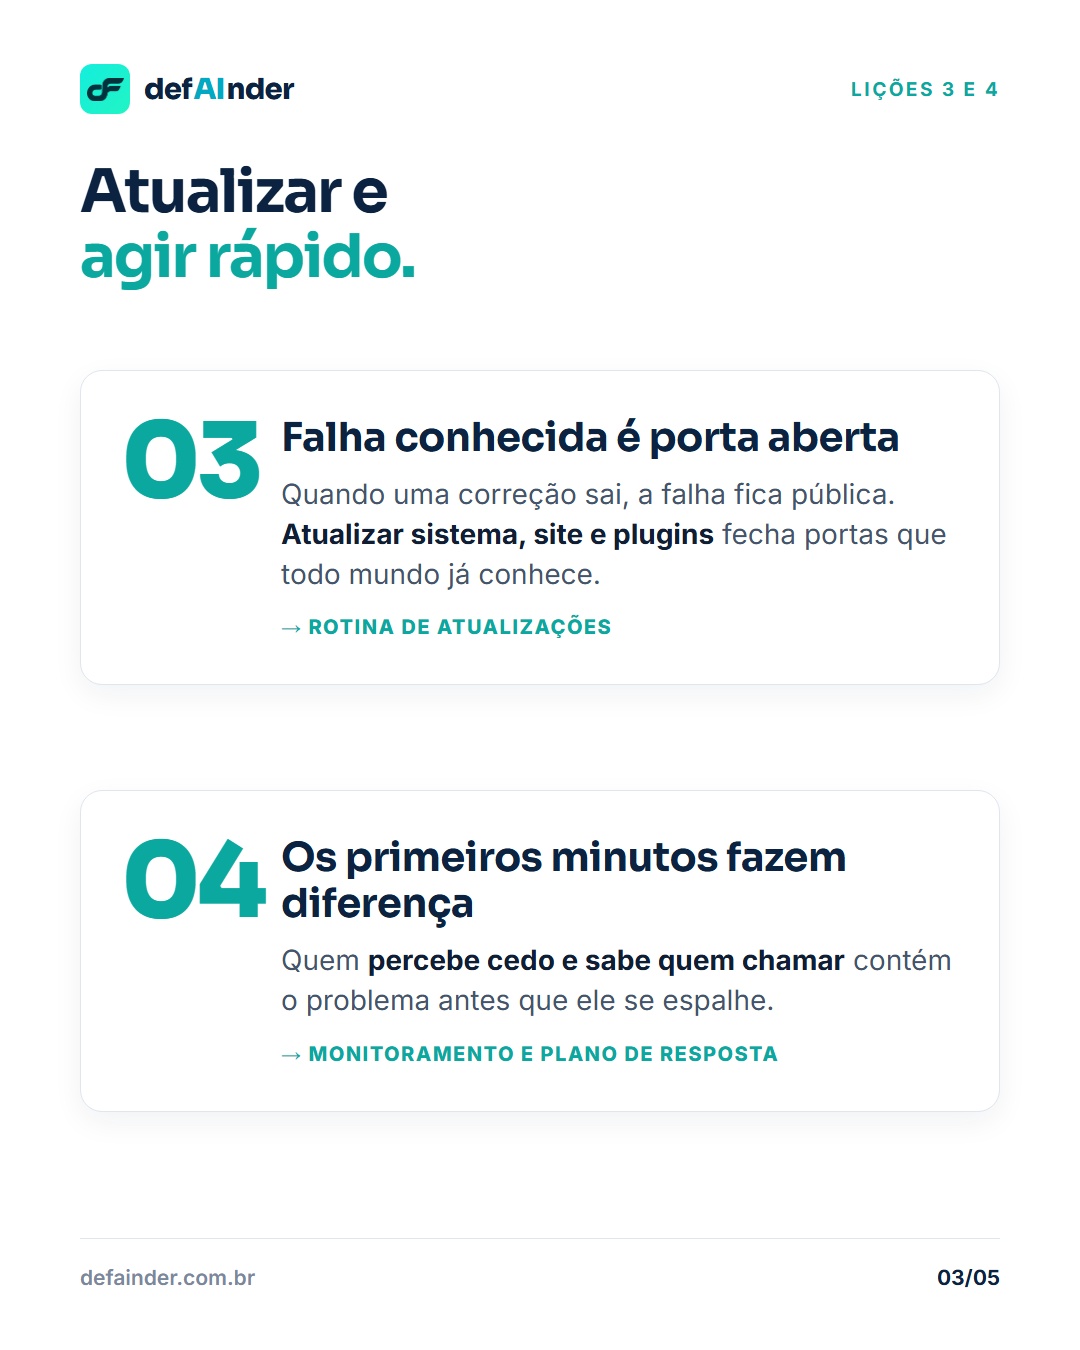 defAInder
LIÇÕES 3 E 4
Atualizar e
agir rápido.
03
Falha conhecida é porta aberta
Quando uma correção sai, a falha fica pública.
Atualizar sistema, site e plugins fecha portas que
todo mundo já conhece.
→ ROTINA DE ATUALIZAÇÕES
04
Os primeiros minutos fazem
diferença
Quem percebe cedo e sabe quem chamar contém
o problema antes que ele se espalhe.
→ MONITORAMENTO E PLANO DE RESPOSTA
defainder.com.br
03/05